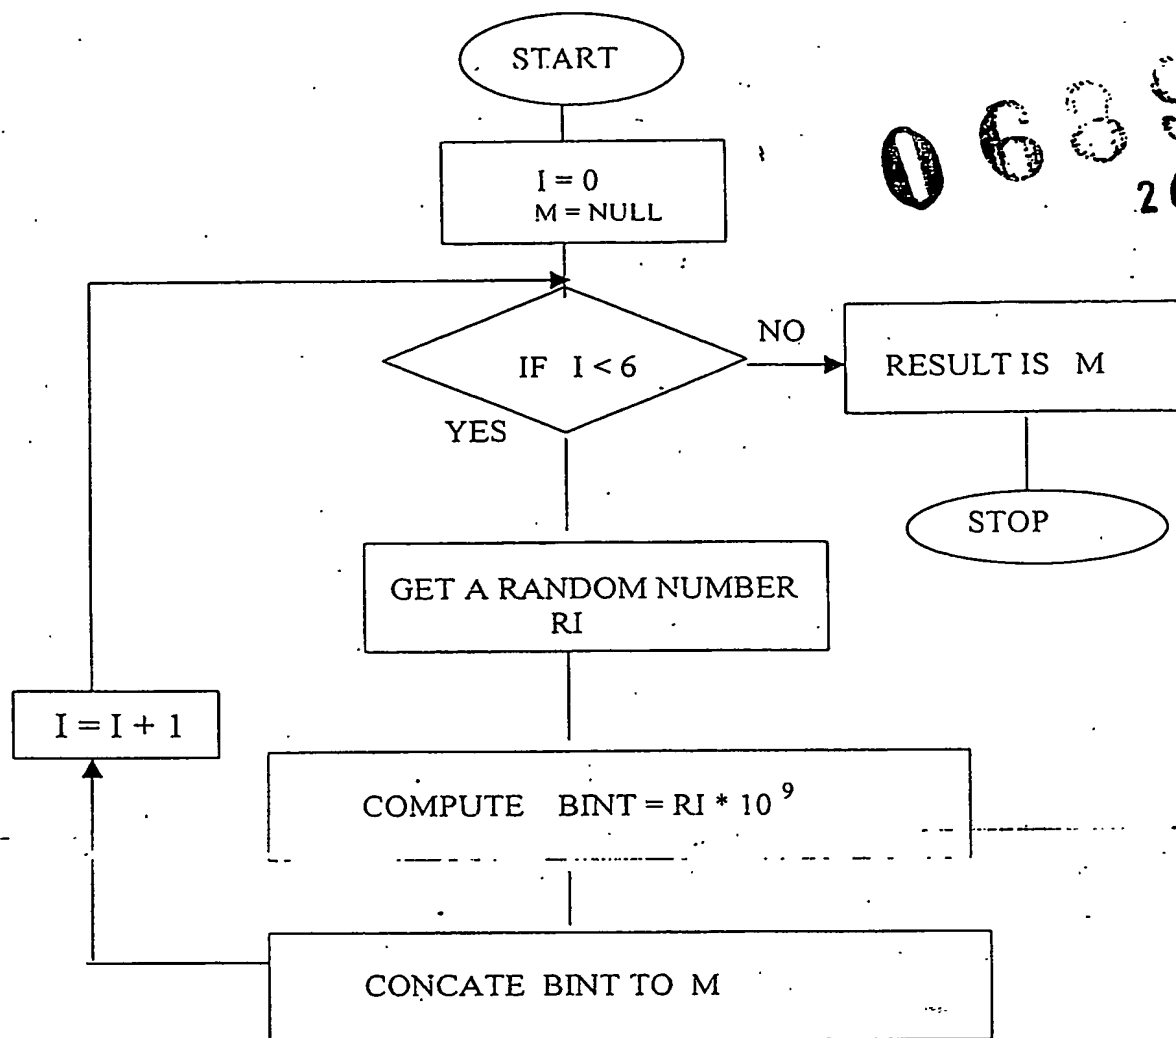 START
I = 0
M = NULL
IF I < 6
NO
RESULT IS M
YES
STOP
GET A RANDOM NUMBER
RI
I = I + 1
COMPUTE BINT = RI * 10 9
CONCATE BINT TO M